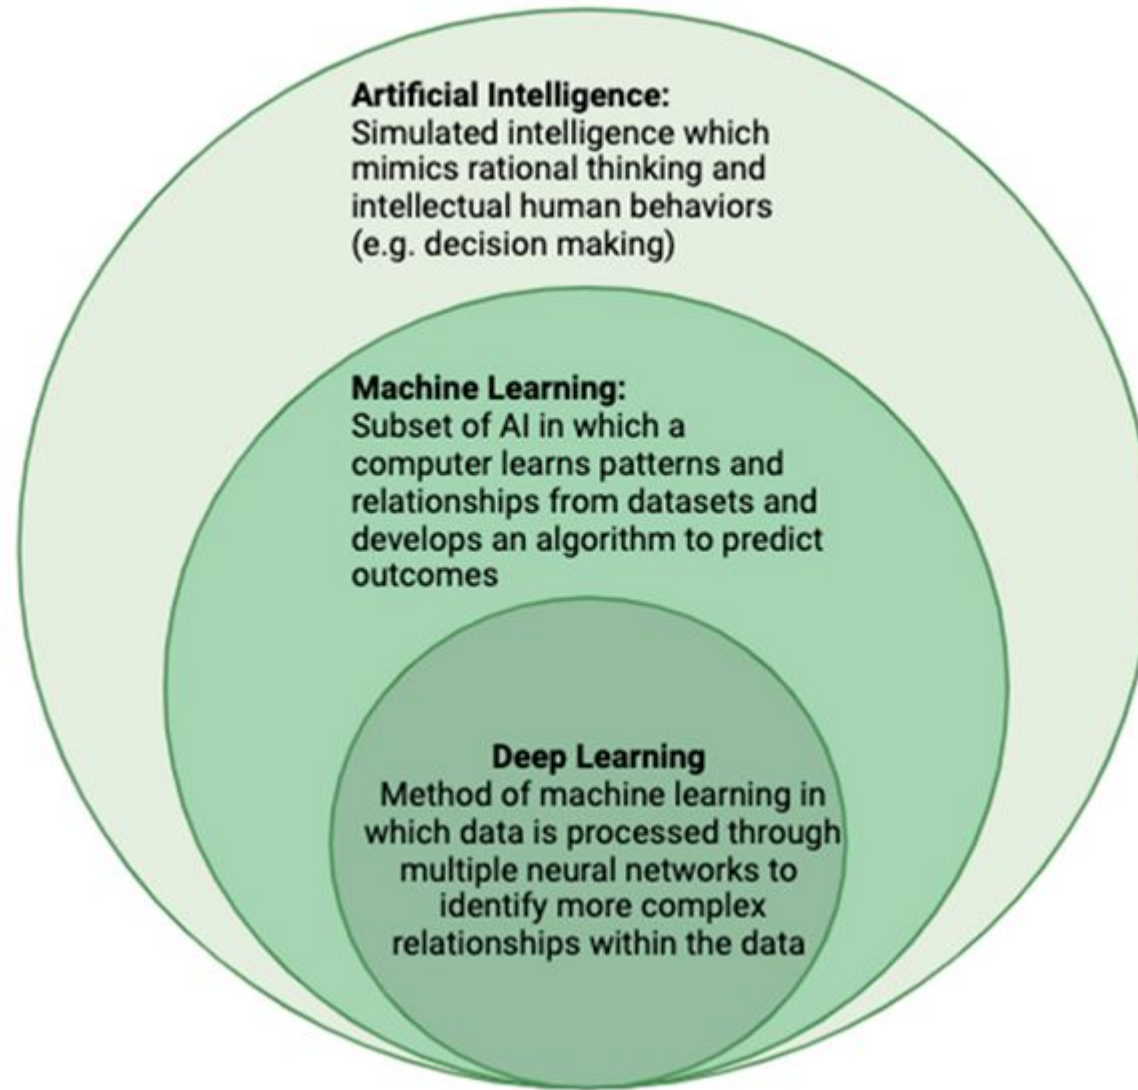 Artificial Intelligence:
Simulated intelligence which
mimics rational thinking and
intellectual human behaviors
(e.g. decision making)
Machine Learning:
Subset of AI in which a
computer learns patterns and
relationships from datasets and
develops an algorithm to predict
outcomes
Deep Learning
Method of machine learning in
which data is processed through
multiple neural networks to
identify more complex
relationships within the data